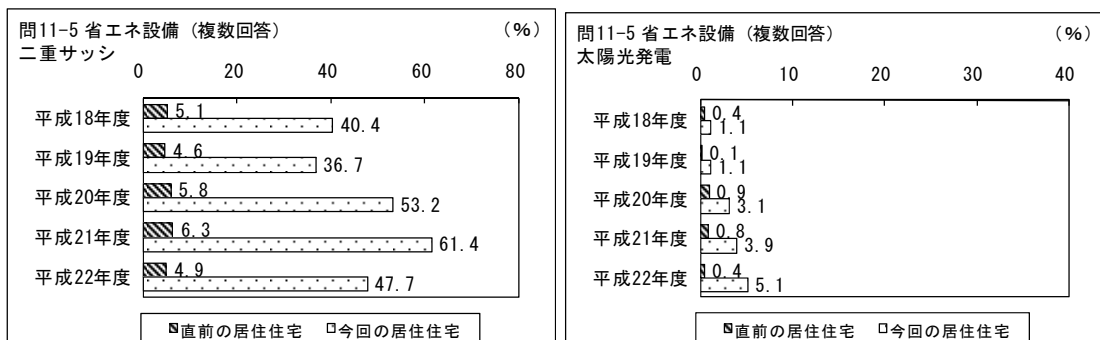 問11-5 省エネ設備（複数回答） （％）
二重サッシ
0 20 40 60 80
平成18年度 5.1
40.4
平成19年度 4.6
36.7
平成20年度 5.8
53.2
平成21年度 6.3
61.4
平成22年度 4.9
47.7
直前の居住住宅 今回の居住住宅
問11-5 省エネ設備（複数回答） （％）
太陽光発電
0 10 20 30 40
平成18年度 0.4
1.1
平成19年度 0.1
1.1
平成20年度 0.9
3.1
平成21年度 0.8
3.9
平成22年度 0.4
5.1
直前の居住住宅 今回の居住住宅